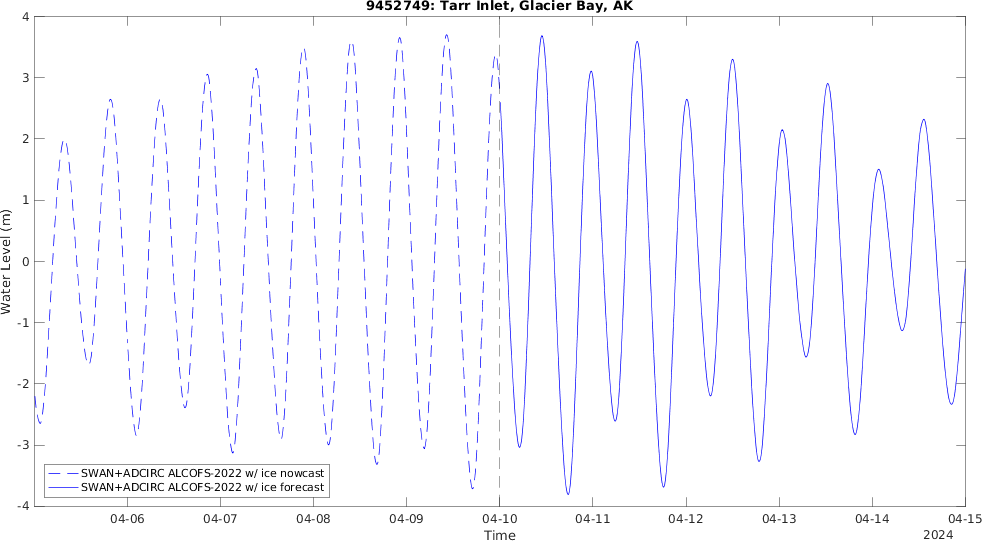 9452749: Tarr Inlet, Glacier Bay, AK
4
3
2
1
0
-1
-2
-3
-4
Water Level (m)
SWAN+ADCIRC ALCOFS-2022 w/ ice nowcast
SWAN+ADCIRC ALCOFS-2022 w/ ice forecast
04-06 04-07 04-08 04-09 04-10 04-11 04-12 04-13 04-14 04-15
Time
2024